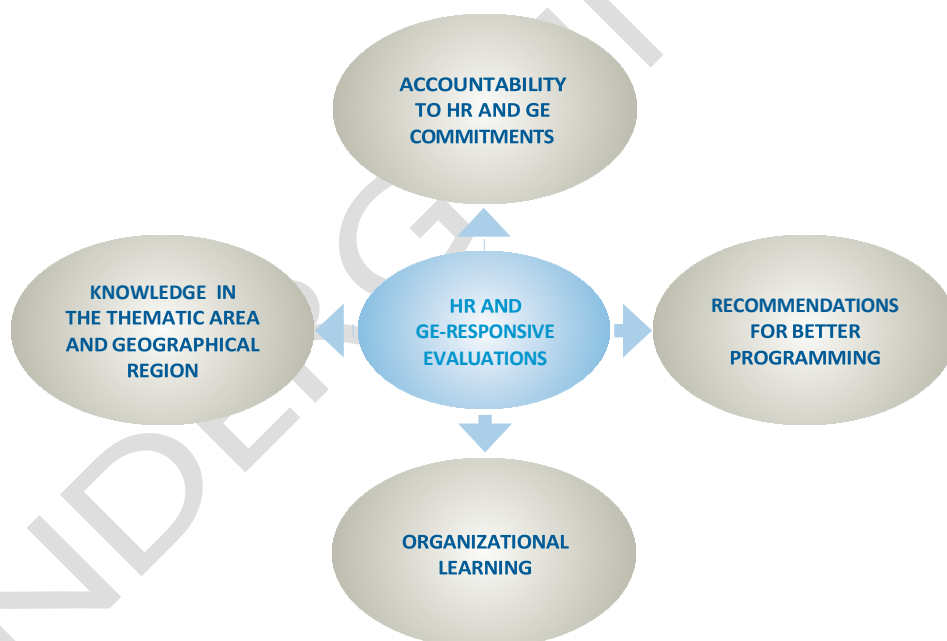 ACCOUNTABILITY
TO HR AND GE
COMMITMENTS
KNOWLEDGE IN
THE THEMATIC AREA
AND GEOGRAPHICAL
REGION
HR AND
GE-RESPONSIVE
EVALUATIONS
RECOMMENDATIONS
FOR BETTER
PROGRAMMING
ORGANIZATIONAL
LEARNING